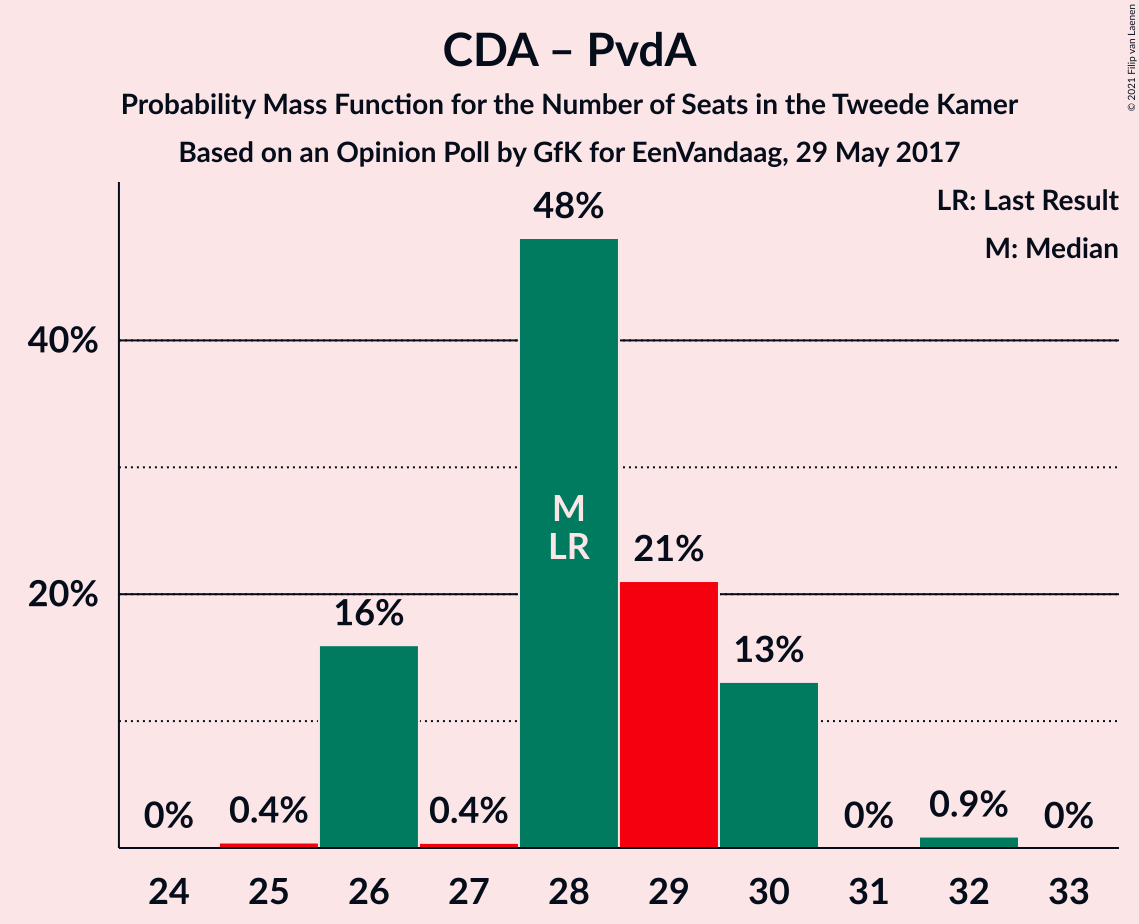 CDA – PvdA
Probability Mass Function for the Number of Seats in the Tweede Kamer
Based on an Opinion Poll by GfK for EenVandaag, 29 May 2017
© 2021 Filip van Laenen
LR: Last Result
M: Median
40%
20%
0%
0.4%
16%
0.4%
48%
M
LR
21%
13%
0%
0.9%
0%
24
25
26
27
28
29
30
31
32
33